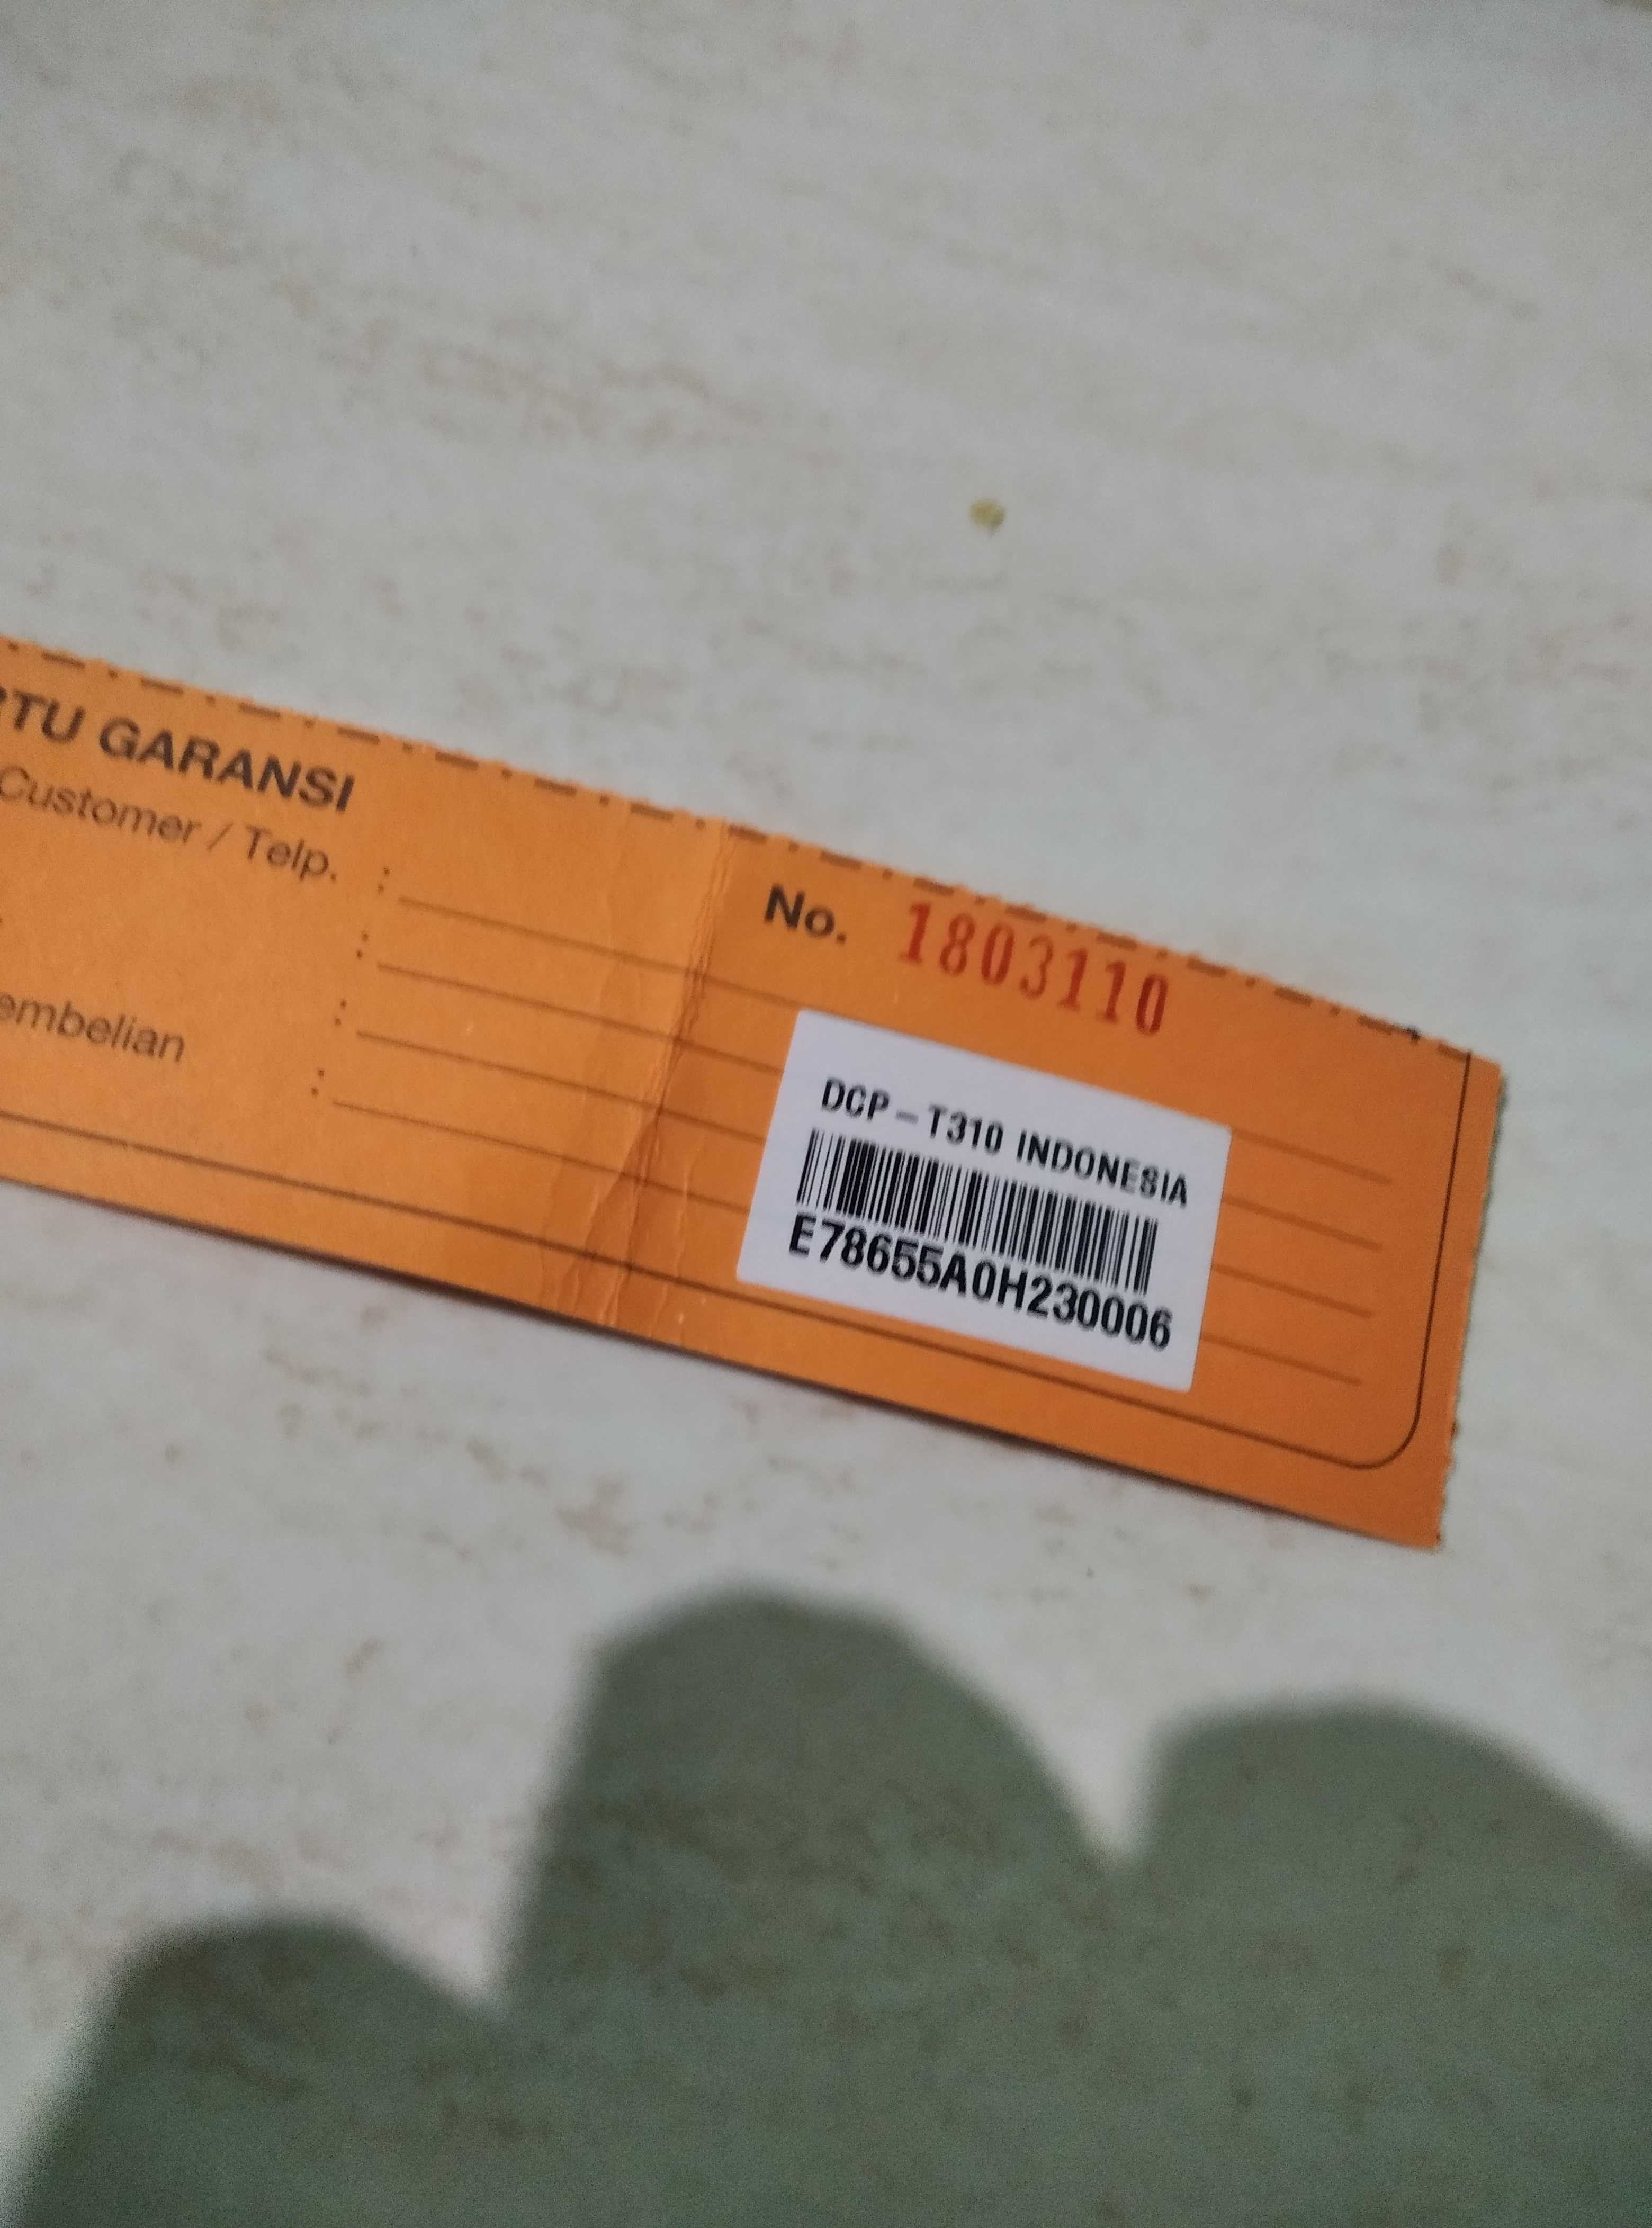 RTU GARANSI
Customer / Telp. :
:
embelian :
:
No. 1803110
DCP-T310 INDONESIA
E78655A0H230006